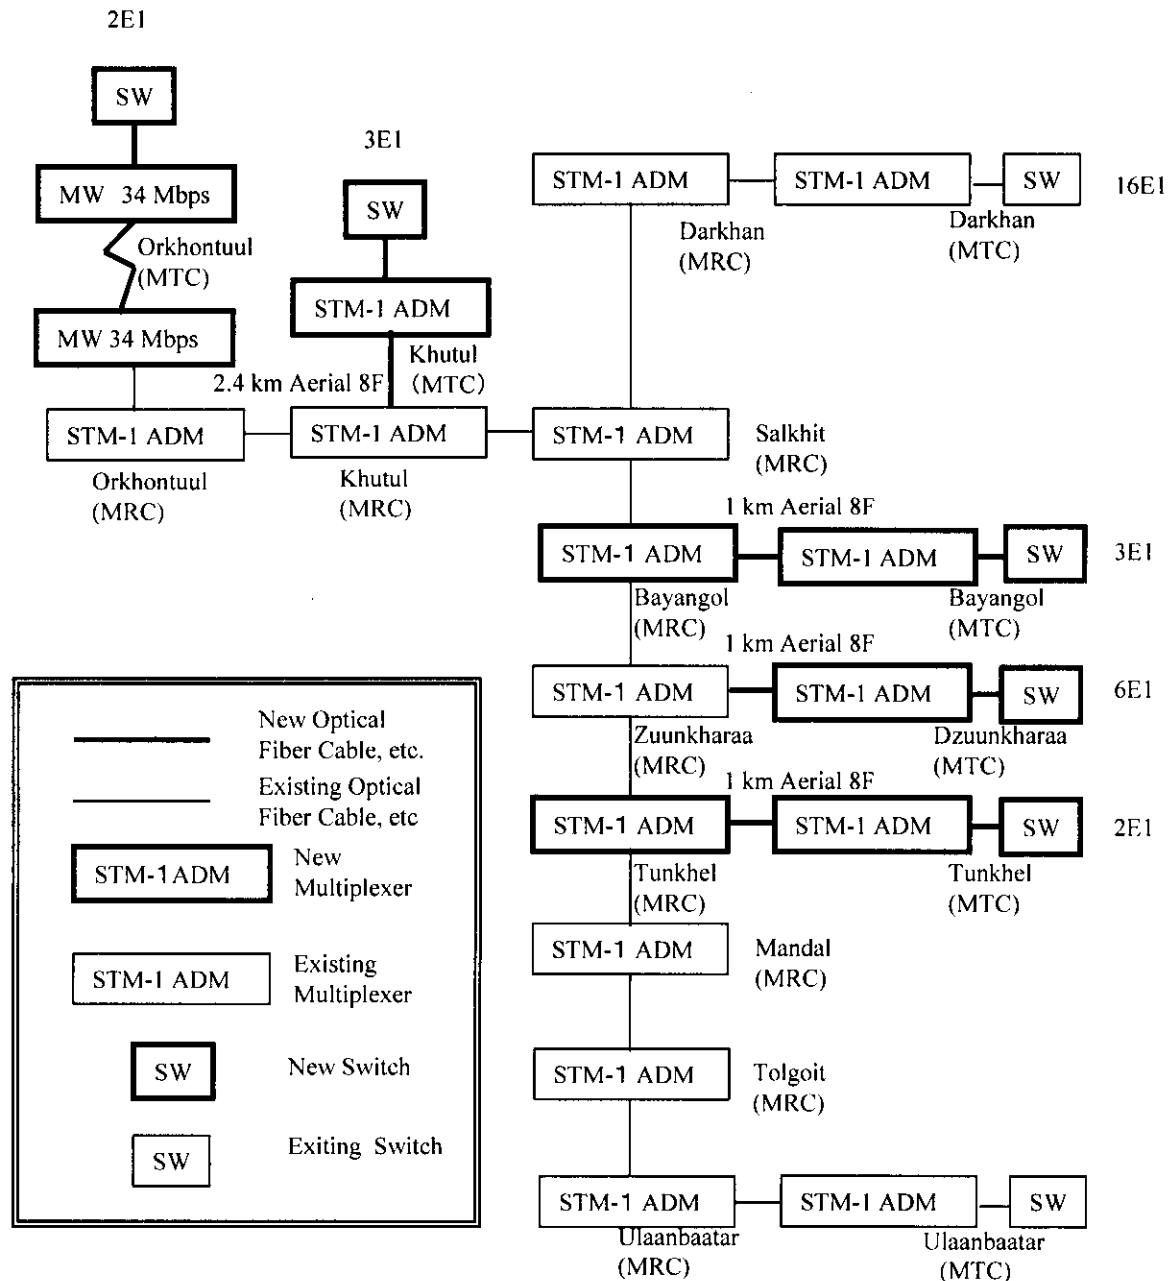 2E1
SW
3E1
MW 34 Mbps
SW
STM-1 ADM
STM-1 ADM
SW
16E1
Orkhontuul
(MTC)
Darkhan
(MRC)
Darkhan
(MTC)
STM-1 ADM
MW 34 Mbps
Khutul
(MTC)
2.4 km Aerial 8F
STM-1 ADM
STM-1 ADM
STM-1 ADM
Salkhit
(MRC)
Orkhontuul
(MRC)
Khutul
(MRC)
1 km Aerial 8F
STM-1 ADM
STM-1 ADM
SW
3E1
Bayangol
(MRC)
Bayangol
(MTC)
1 km Aerial 8F
STM-1 ADM
STM-1 ADM
SW
6E1
Zuunkharaa
(MRC)
Dzuunkharaa
(MTC)
1 km Aerial 8F
STM-1 ADM
STM-1 ADM
SW
2E1
Tunkhel
(MRC)
Tunkhel
(MTC)
STM-1 ADM
Mandal
(MRC)
STM-1 ADM
Tolgoit
(MRC)
STM-1 ADM
STM-1 ADM
SW
Ulaanbaatar
(MRC)
Ulaanbaatar
(MTC)
New Optical
Fiber Cable, etc.
Existing Optical
Fiber Cable, etc
STM-1 ADM
New
Multiplexer
STM-1 ADM
Existing
Multiplexer
SW
New Switch
SW
Exiting Switch